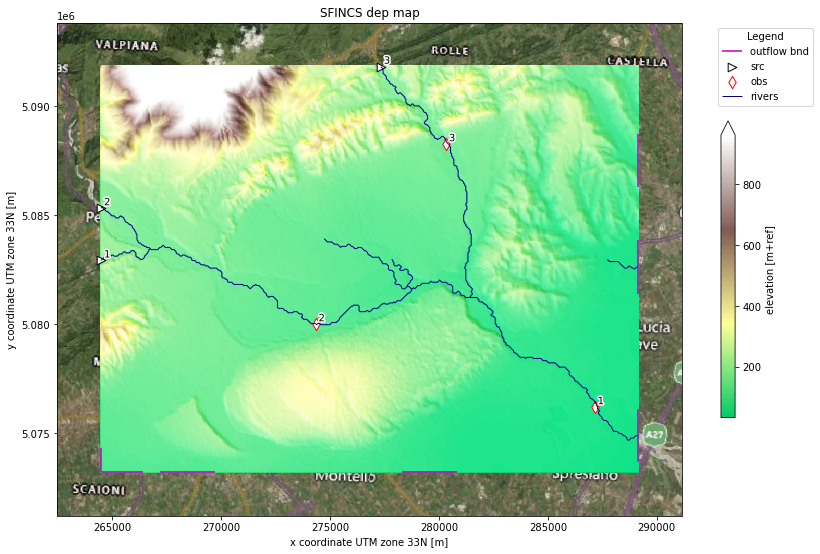 SFINCS dep map
1e6
VALPIANA
ROLLE
CASTELLA
3
Legend
outflow bnd
src
obs
rivers
5.090
3
2
5.085
1
800
600
400
200
elevation [m+ref]
y coordinate UTM zone 33N [m]
5.080
2
Lucia
1
A27
5.075
Montello
Spresiano
SCAIONI
265000
270000
275000
280000
285000
290000
x coordinate UTM zone 33N [m]